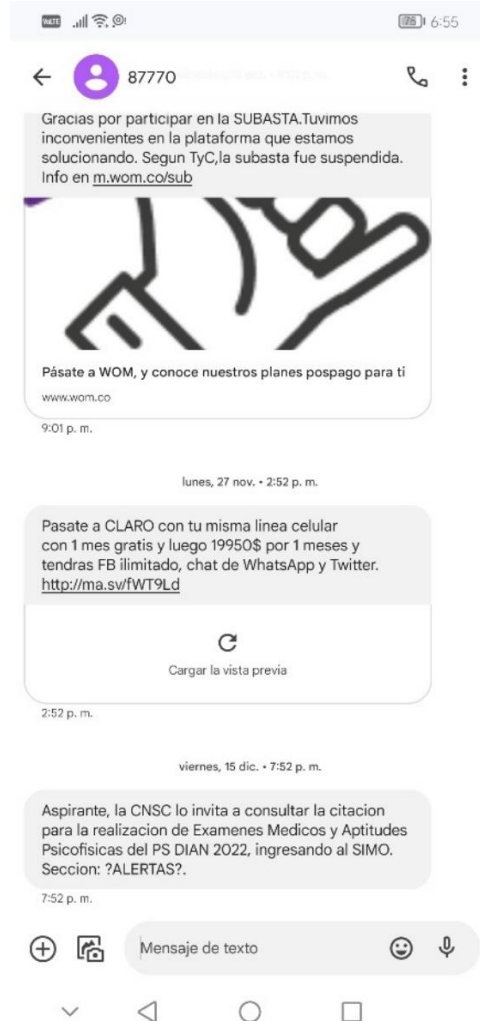 VoLTE
76 6:55
87770
Gracias por participar en la SUBASTA.Tuvimos
inconvenientes en la plataforma que estamos
solucionando. Segun TyC,la subasta fue suspendida.
Info en m.wom.co/sub
Pásate a WOM, y conoce nuestros planes pospago para ti
www.wom.co
9:01 p. m.
lunes, 27 nov. • 2:52 p. m.
Pasate a CLARO con tu misma linea celular
con 1 mes gratis y luego 19950$ por 1 meses y
tendras FB ilimitado, chat de WhatsApp y Twitter.
http://ma.sv/fWT9Ld
Cargar la vista previa
2:52 p. m.
viernes, 15 dic. • 7:52 p. m.
Aspirante, la CNSC lo invita a consultar la citacion
para la realizacion de Examenes Medicos y Aptitudes
Psicofisicas del PS DIAN 2022, ingresando al SIMO.
Seccion: ?ALERTAS?.
7:52 p. m.
Mensaje de texto